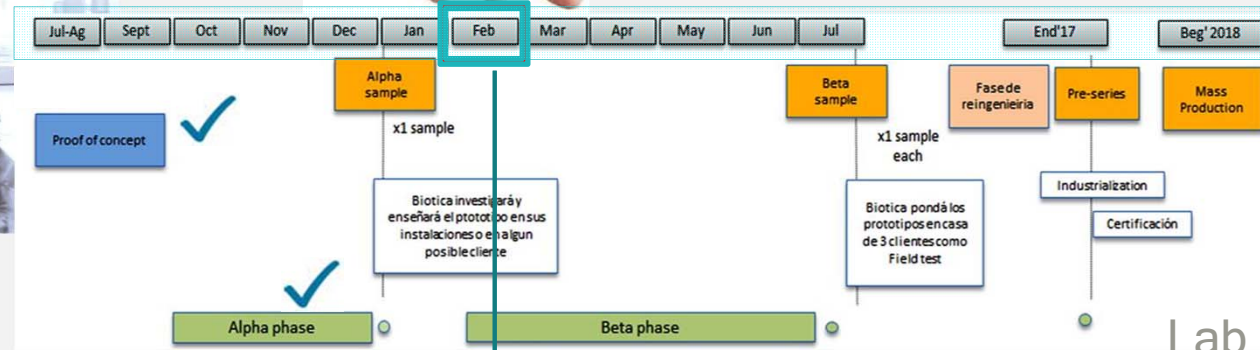 Jul-Ag Sept Oct Nov Dec Jan Feb Mar Apr May Jun Jul End'17 Beg' 2018
Alpha
sample
x1 sample
Beta
sample
x1 sample
each
Fase de
reingenieiria
Pre-series
Mass
Production
Proof of concept
Biotica investigará y
enseñará el ptototipo en sus
instalaciones o en algun
posible cliente
Biotica pondá los
prototipos en casa
de 3 clientes como
Field test
Industrialization
Certificación
Alpha phase
Beta phase
Lab